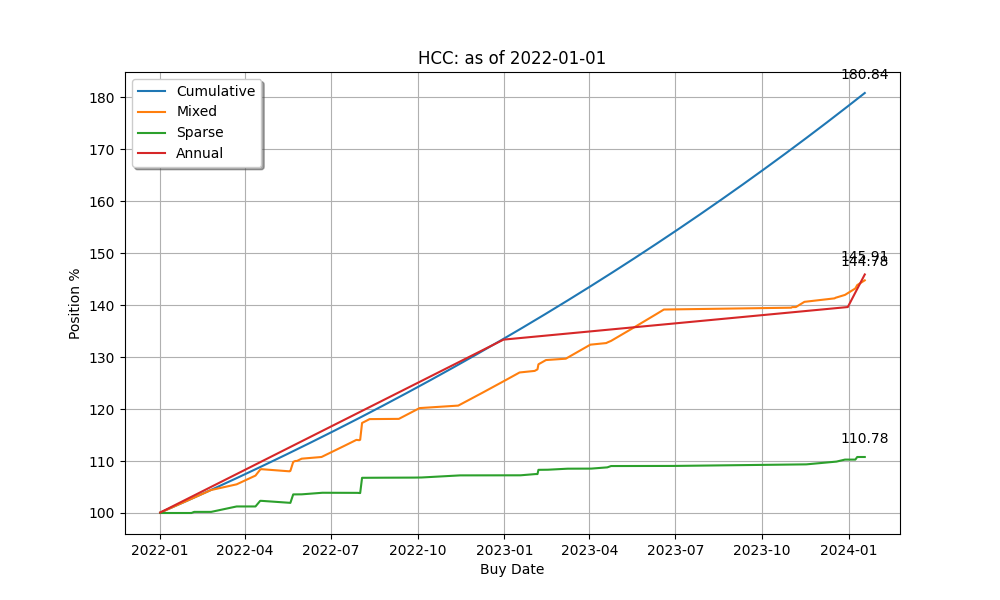 HCC: as of 2022-01-01
Cumulative
Mixed
Sparse
Annual
180.84
145.91
144.78
110.78
180
170
160
150
140
130
120
110
100
Position %
2022-01 2022-04 2022-07 2022-10 2023-01 2023-04 2023-07 2023-10 2024-01
Buy Date